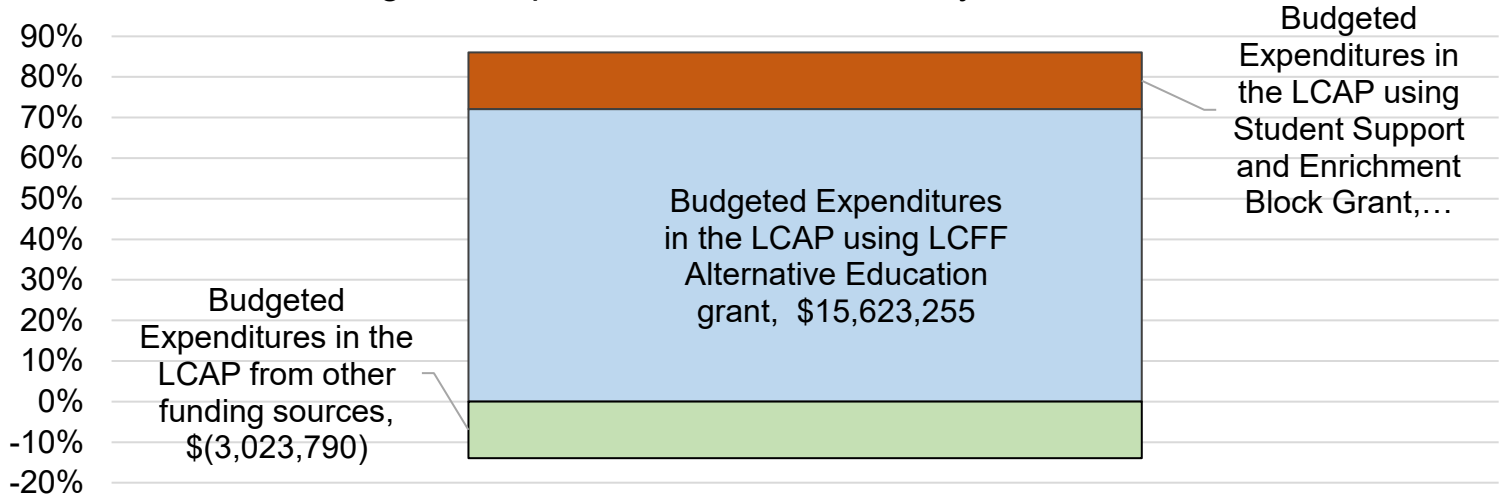 90%
80%
70%
60%
50%
40%
30%
20%
10%
0%
-10%
-20%
Budgeted
Expenditures in the
LCAP from other
funding sources,
$(3,023,790)
Budgeted Expenditures
in the LCAP using LCFF
Alternative Education
grant,  $15,623,255
Budgeted
Expenditures in
the LCAP using
Student Support
and Enrichment
Block Grant,…